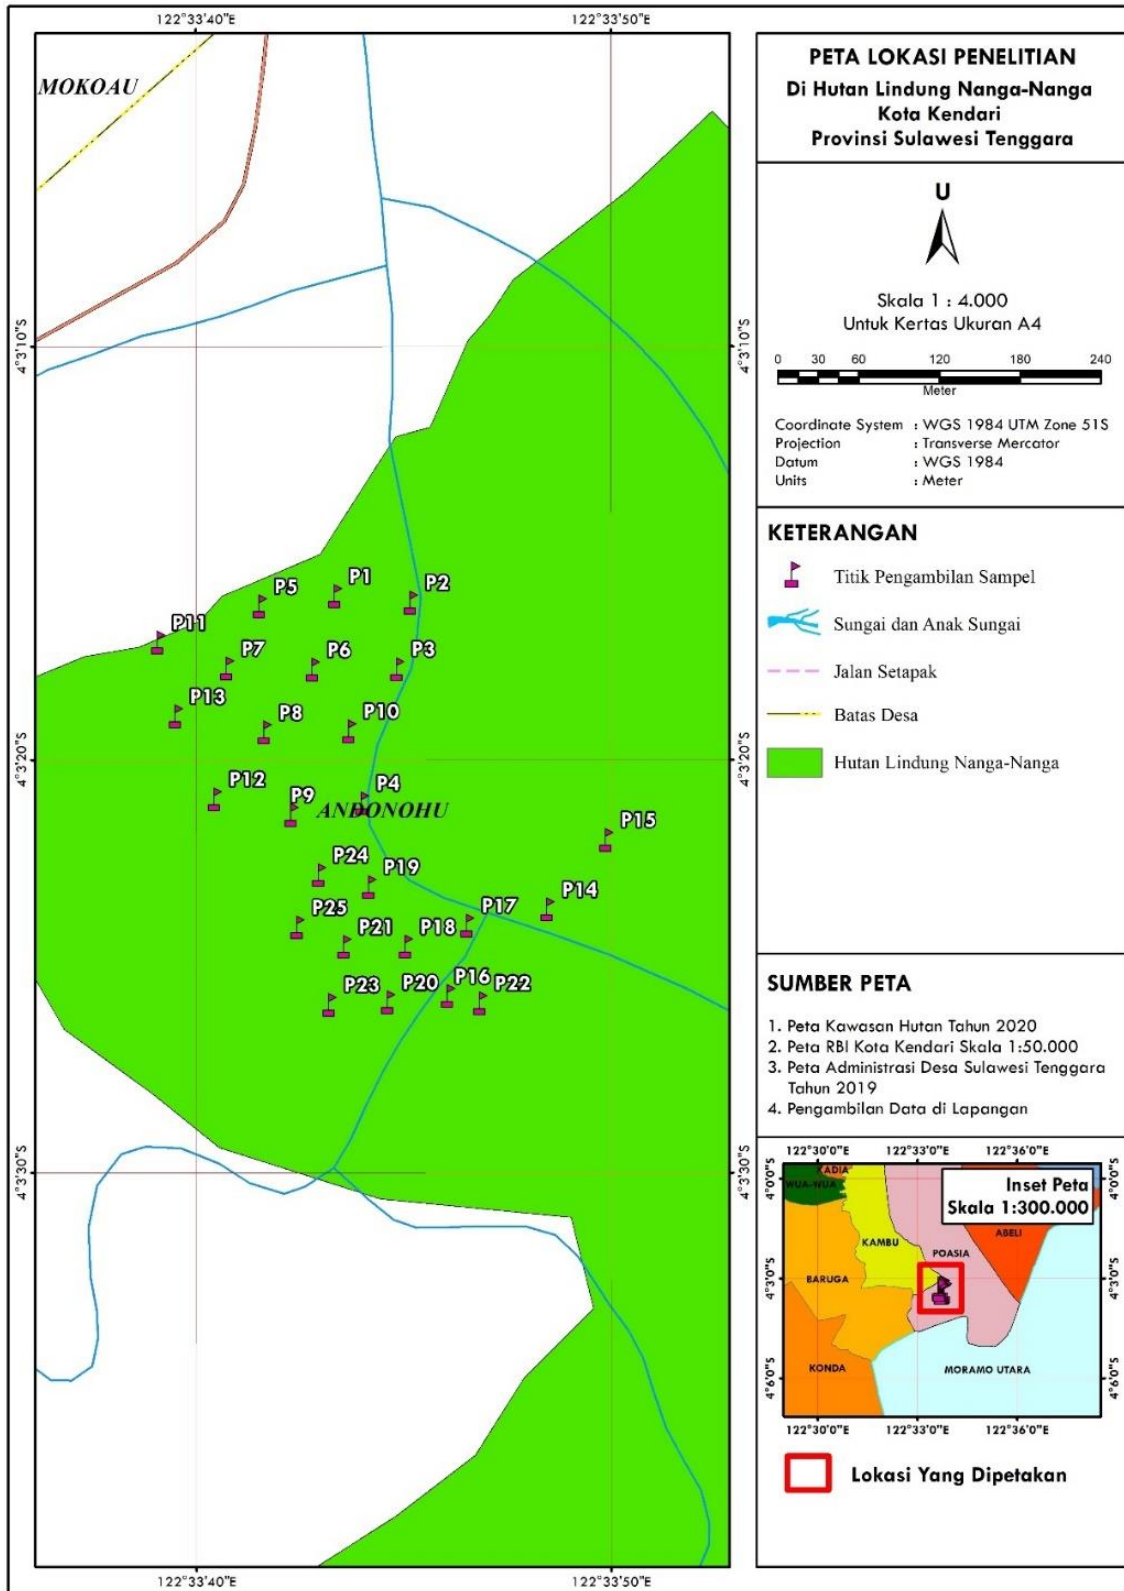 122°33'40"E
122°33'50"E
MOKOAU
4°3'10"S
4°3'10"S
P1
P2
P5
P11
P7
P6
P3
P13
P8
P10
4°3'20"S
4°3'20"S
P12
P9
P4
ANDONOHU
P15
P24
P19
P14
P25
P17
P21
P18
P23
P20
P16
P22
4°3'30"S
4°3'30"S
122°33'40"E
122°33'50"E
PETA LOKASI PENELITIAN
Di Hutan Lindung Nanga-Nanga
Kota Kendari
Provinsi Sulawesi Tenggara
U
Skala 1 : 4.000
Untuk Kertas Ukuran A4
0 30 60 120 180 240
Meter
Coordinate System : WGS 1984 UTM Zone 51S
Projection : Transverse Mercator
Datum : WGS 1984
Units : Meter
KETERANGAN
Titik Pengambilan Sampel
Sungai dan Anak Sungai
Jalan Setapak
Batas Desa
Hutan Lindung Nanga-Nanga
SUMBER PETA
1. Peta Kawasan Hutan Tahun 2020
2. Peta RBI Kota Kendari Skala 1:50.000
3. Peta Administrasi Desa Sulawesi Tenggara
Tahun 2019
4. Pengambilan Data di Lapangan
122°30'0"E 122°33'0"E 122°36'0"E
Inset Peta
Skala 1:300.000
4°0'0"S
4°0'0"S
KADIA
WUA-WUA
KAMBU
POASIA
ABELI
BARUGA
4°3'0"S
4°3'0"S
KONDA
MORAMO UTARA
4°6'0"S
4°6'0"S
122°30'0"E 122°33'0"E 122°36'0"E
Lokasi Yang Dipetakan